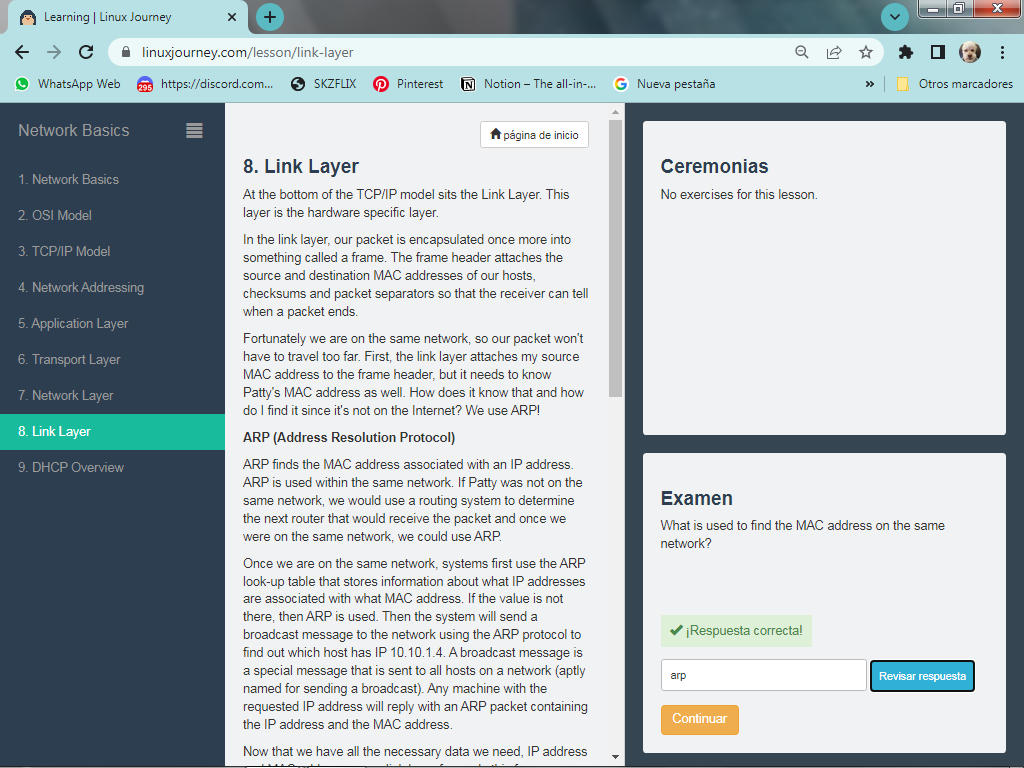 Learning | Linux Journey
linuxjourney.com/lesson/link-layer
WhatsApp Web
295
https://discord.com...
SKZFLIX
Pinterest
Notion – The all-in-...
Nueva pestaña
»
Otros marcadores
Network Basics
1. Network Basics
2. OSI Model
3. TCP/IP Model
4. Network Addressing
5. Application Layer
6. Transport Layer
7. Network Layer
8. Link Layer
9. DHCP Overview
página de inicio
8. Link Layer
At the bottom of the TCP/IP model sits the Link Layer. This
layer is the hardware specific layer.
In the link layer, our packet is encapsulated once more into
something called a frame. The frame header attaches the
source and destination MAC addresses of our hosts,
checksums and packet separators so that the receiver can tell
when a packet ends.
Fortunately we are on the same network, so our packet won't
have to travel too far. First, the link layer attaches my source
MAC address to the frame header, but it needs to know
Patty's MAC address as well. How does it know that and how
do I find it since it's not on the Internet? We use ARP!
ARP (Address Resolution Protocol)
ARP finds the MAC address associated with an IP address.
ARP is used within the same network. If Patty was not on the
same network, we would use a routing system to determine
the next router that would receive the packet and once we
were on the same network, we could use ARP.
Once we are on the same network, systems first use the ARP
look-up table that stores information about what IP addresses
are associated with what MAC address. If the value is not
there, then ARP is used. Then the system will send a
broadcast message to the network using the ARP protocol to
find out which host has IP 10.10.1.4. A broadcast message is
a special message that is sent to all hosts on a network (aptly
named for sending a broadcast). Any machine with the
requested IP address will reply with an ARP packet containing
the IP address and the MAC address.
Now that we have all the necessary data we need, IP address
Ceremonias
No exercises for this lesson.
Examen
What is used to find the MAC address on the same
network?
¡Respuesta correcta!
arp
Revisar respuesta
Continuar